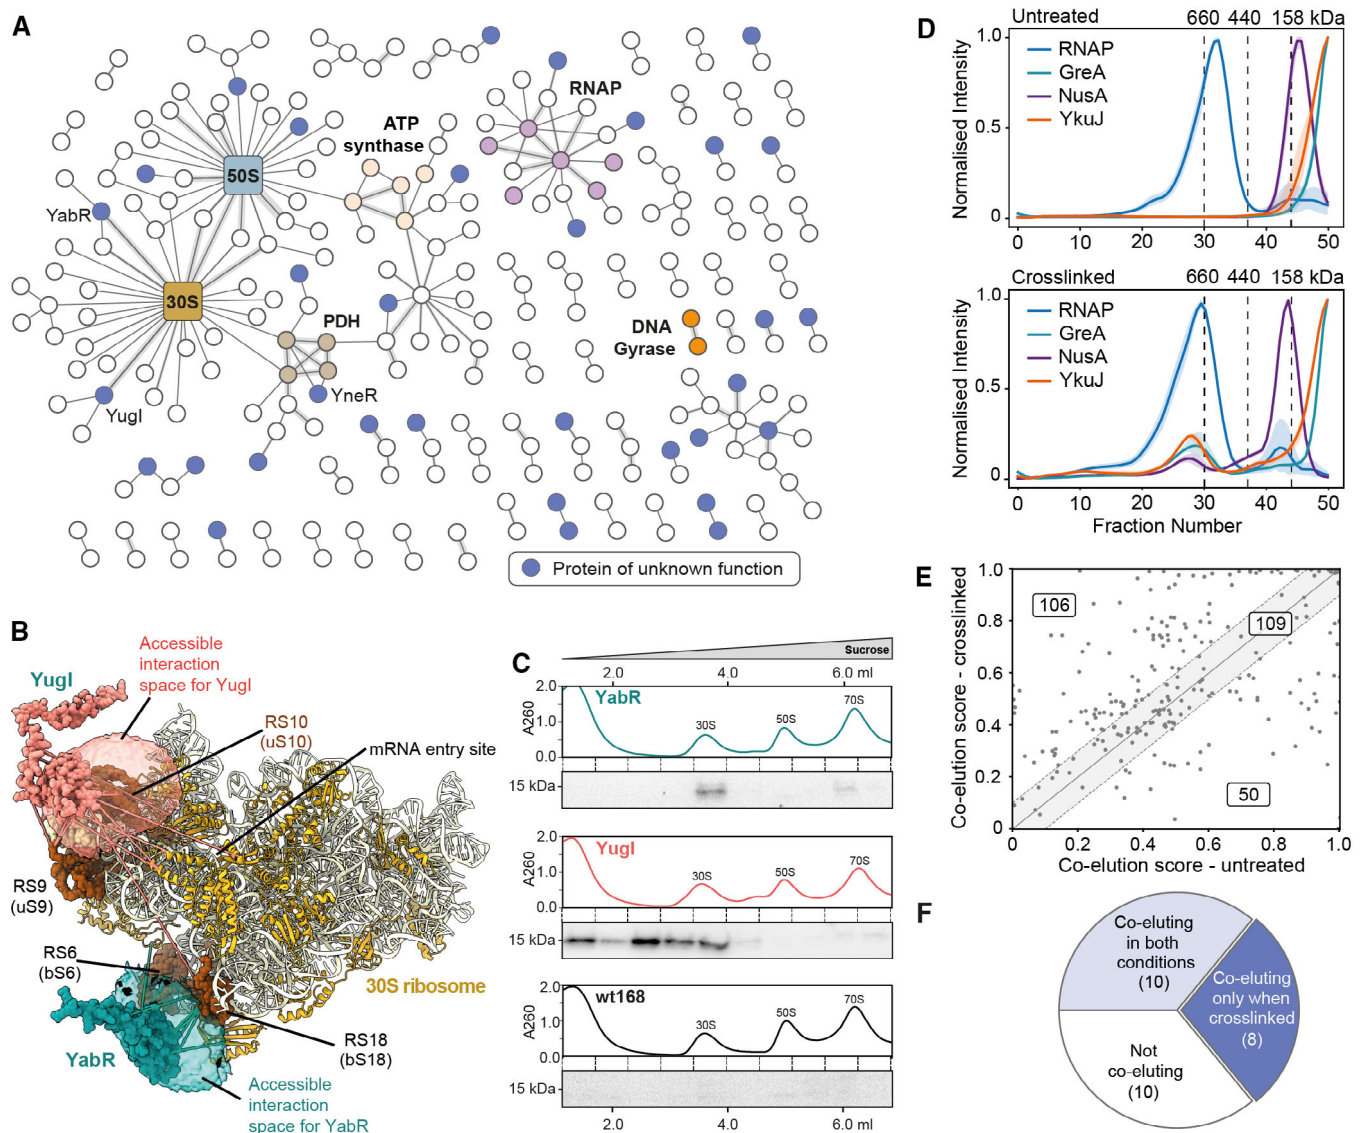 A
RNAP
ATP
synthase
50S
YabR
30S
PDH
DNA
Gyrase
YneR
YugI
Protein of unknown function
B
Accessible
interaction
space for YugI
YugI
RS10
(uS10)
mRNA entry site
RS9
(uS9)
RS6
(bS6)
30S ribosome
RS18
(bS18)
YabR
Accessible
interaction
space for YabR
C
Sucrose
2.0 4.0 6.0 ml
2.0
YabR
70S
A260
1.0
30S
50S
0.0
15 kDa
2.0
YugI
70S
A260
1.0
30S
50S
0.0
15 kDa
2.0
wt168
70S
A260
1.0
30S
50S
0.0
15 kDa
2.0 4.0 6.0 ml
D
Untreated 660 440 158 kDa
1.0
RNAP
GreA
NusA
YkuJ
Normalised Intensity
0.5
0
0 10 20 30 40 50
Crosslinked 660 440 158 kDa
1.0
RNAP
GreA
NusA
YkuJ
Normalised Intensity
0.5
0
0 10 20 30 40 50
Fraction Number
E
1.0
106
0.8
109
0.6
0.4
0.2
50
0
Co-elution score - crosslinked
0 0.2 0.4 0.6 0.8 1.0
Co-elution score - untreated
F
Co-eluting
in both
conditions
(10)
Co-eluting
only when
crosslinked
(8)
Not
co-eluting
(10)